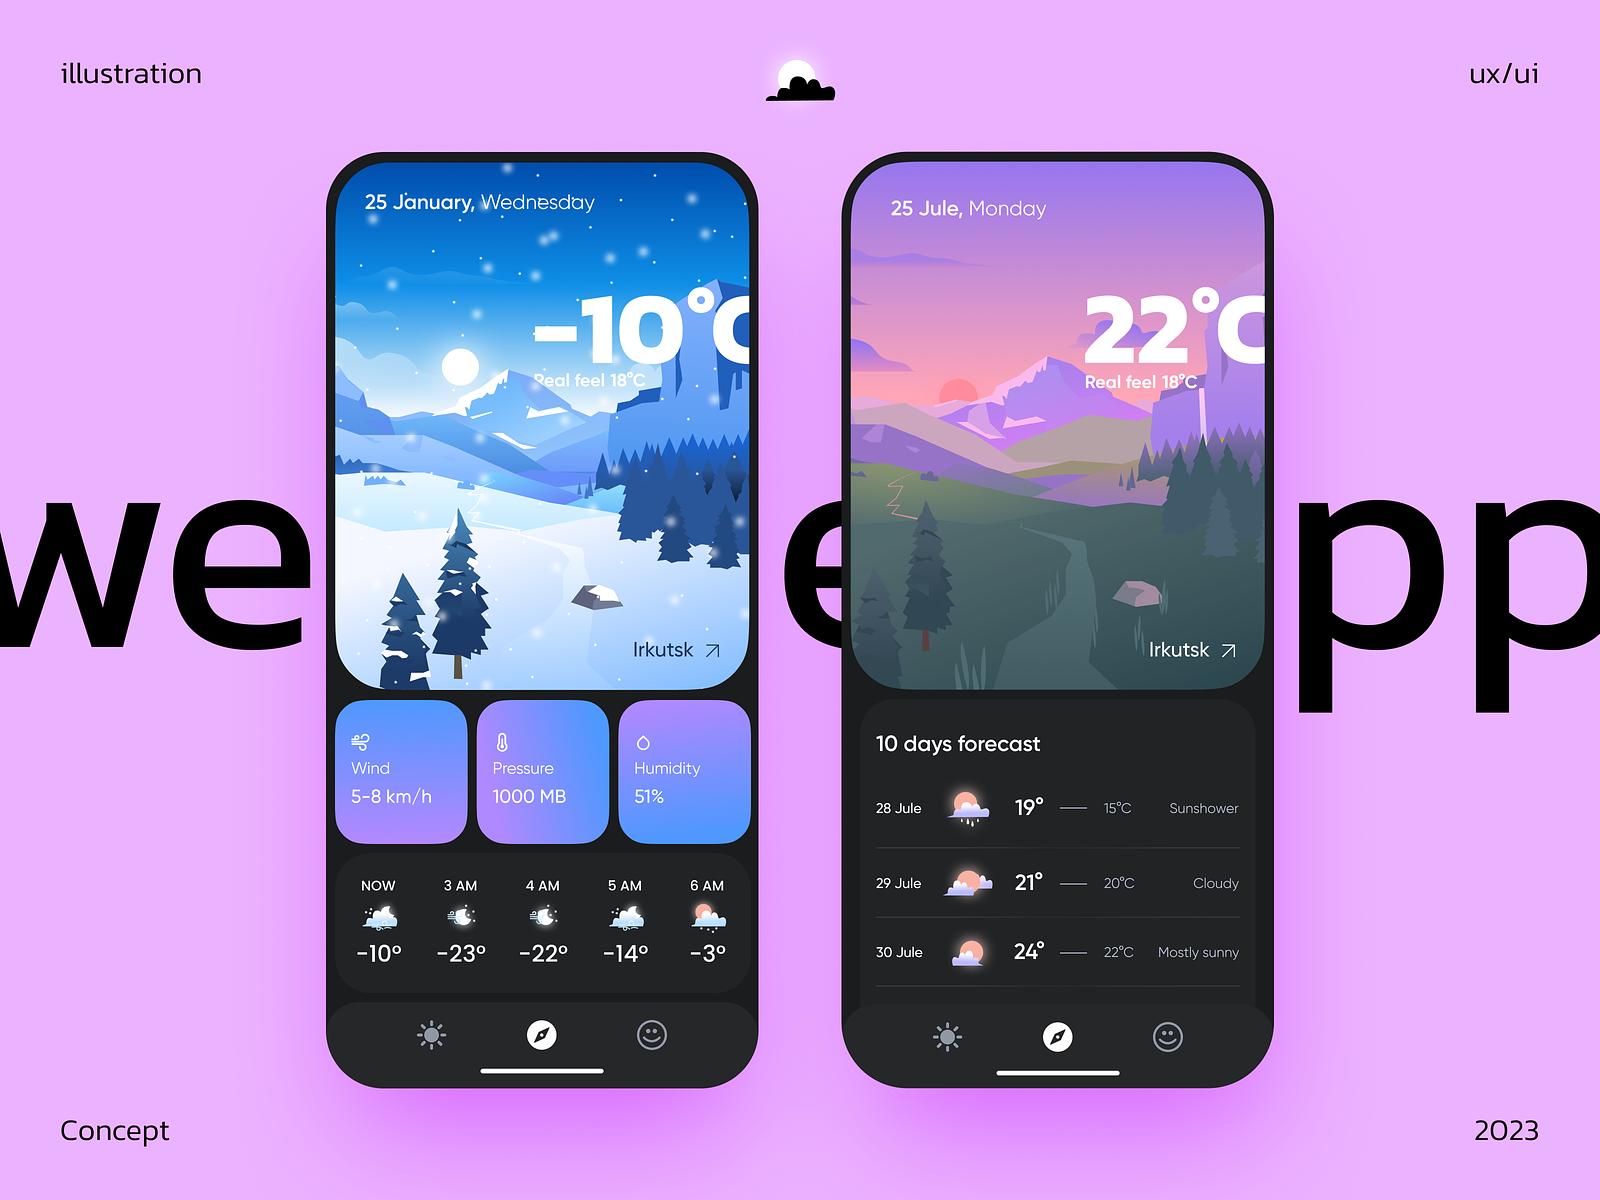 illustration
ux/ui
we e pp
25 January, Wednesday
-10°C
Real feel 18°C
Irkutsk
Wind
5-8 km/h
Pressure
1000 MB
Humidity
51%
NOW 3 AM 4 AM 5 AM 6 AM
-10° -23° -22° -14° -3°
25 Jule, Monday
22°C
Real feel 18°C
Irkutsk
10 days forecast
28 Jule 19° 15°C Sunshower
29 Jule 21° 20°C Cloudy
30 Jule 24° 22°C Mostly sunny
Concept
2023